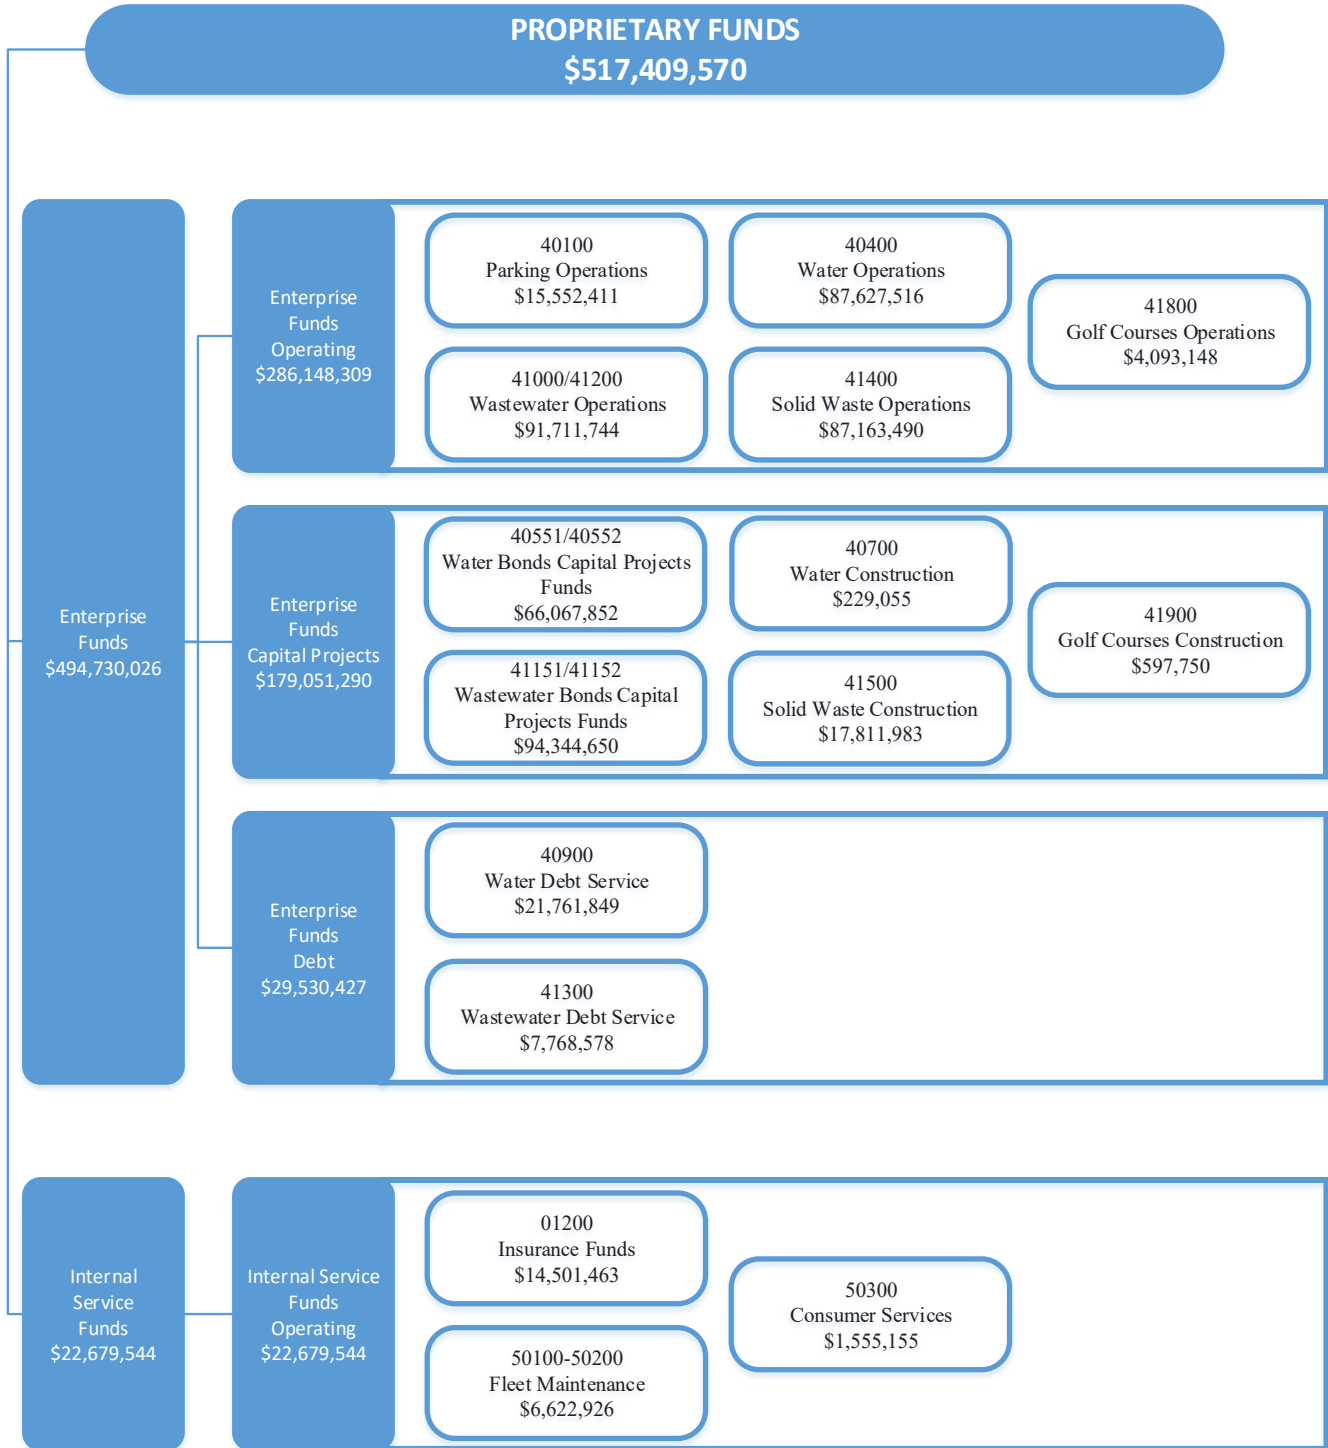 PROPRIETARY FUNDS
$517,409,570
Enterprise
Funds
$494,730,026
Enterprise
Funds
Operating
$286,148,309
40100
Parking Operations
$15,552,411
40400
Water Operations
$87,627,516
41800
Golf Courses Operations
$4,093,148
41000/41200
Wastewater Operations
$91,711,744
41400
Solid Waste Operations
$87,163,490
Enterprise
Funds
Capital Projects
$179,051,290
40551/40552
Water Bonds Capital Projects
Funds
$66,067,852
40700
Water Construction
$229,055
41900
Golf Courses Construction
$597,750
41151/41152
Wastewater Bonds Capital
Projects Funds
$94,344,650
41500
Solid Waste Construction
$17,811,983
Enterprise
Funds
Debt
$29,530,427
40900
Water Debt Service
$21,761,849
41300
Wastewater Debt Service
$7,768,578
Internal
Service
Funds
$22,679,544
Internal Service
Funds
Operating
$22,679,544
01200
Insurance Funds
$14,501,463
50300
Consumer Services
$1,555,155
50100-50200
Fleet Maintenance
$6,622,926